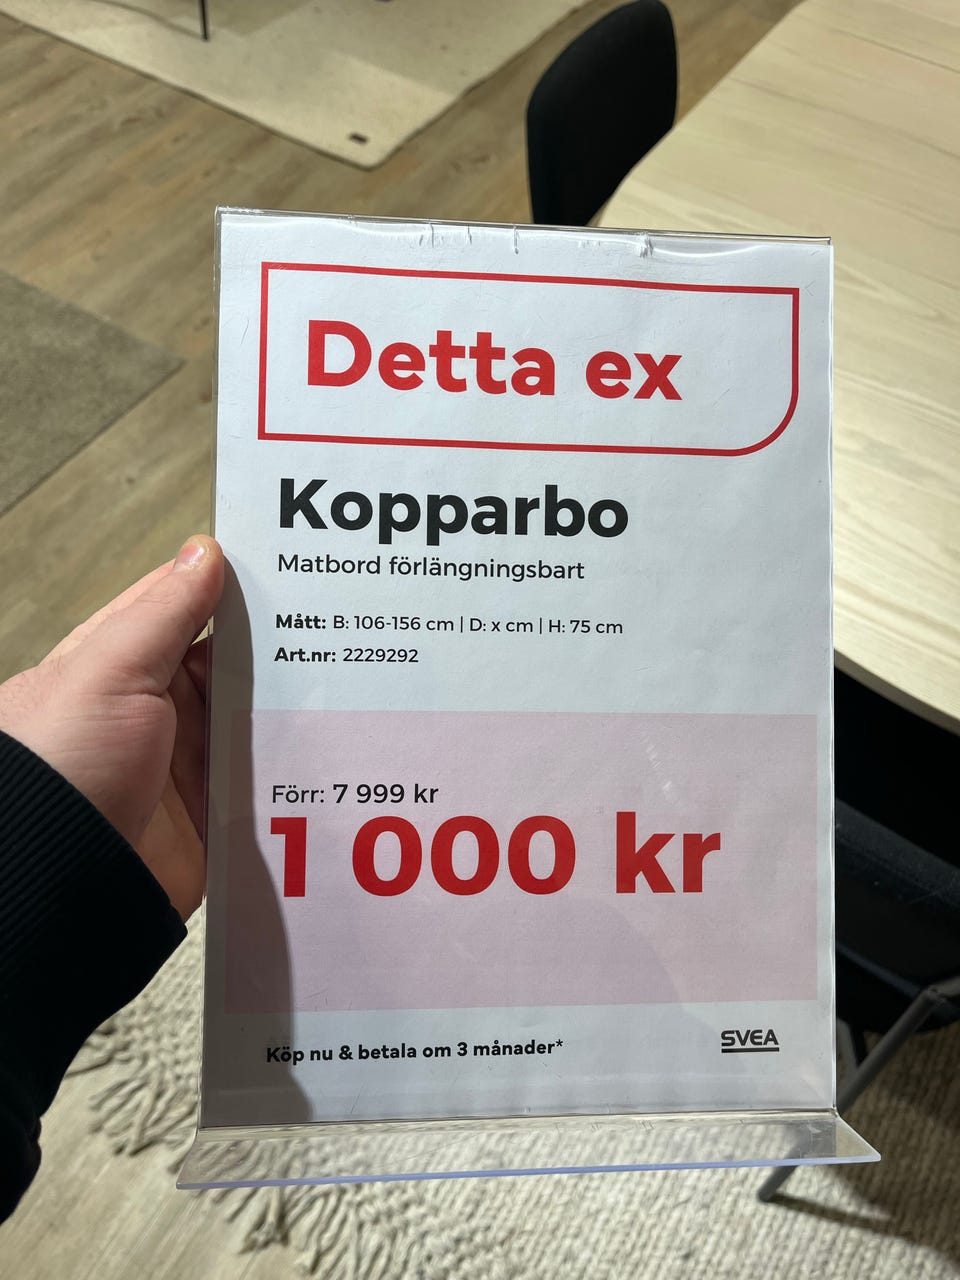 Detta ex
Kopparbo
Matbord förlängningsbart
Mått: B: 106-156 cm | D: x cm | H: 75 cm
Art.nr: 2229292
Förr: 7 999 kr
1 000 kr
Köp nu & betala om 3 månader*
SVEA